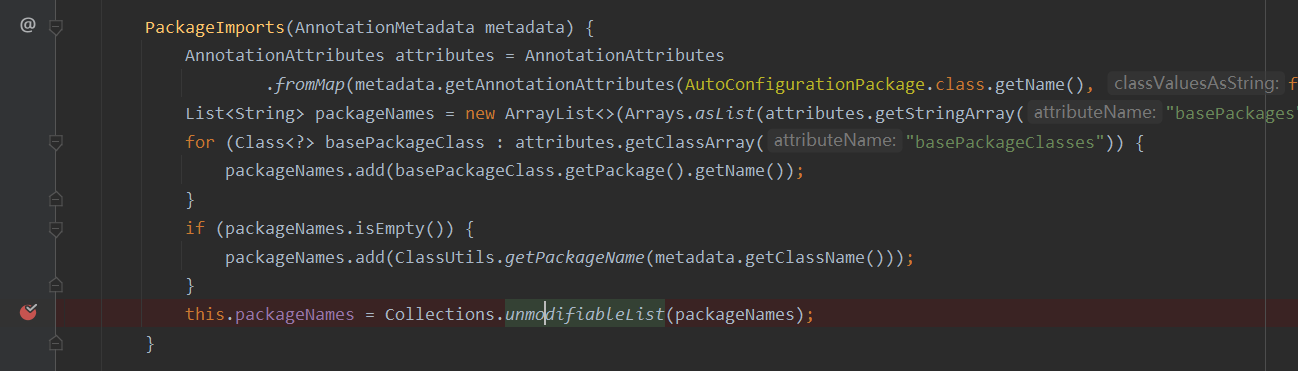 @ PackageImports(AnnotationMetadata metadata) {
AnnotationAttributes attributes = AnnotationAttributes
.fromMap(metadata.getAnnotationAttributes(AutoConfigurationPackage.class.getName(), classValuesAsString: f
List<String> packageNames = new ArrayList<>(Arrays.asList(attributes.getStringArray( attributeName: "basePackages"
for (Class<?> basePackageClass : attributes.getClassArray( attributeName: "basePackageClasses")) {
packageNames.add(basePackageClass.getPackage().getName());
}
if (packageNames.isEmpty()) {
packageNames.add(ClassUtils.getPackageName(metadata.getClassName()));
}
this.packageNames = Collections.unmodifiableList(packageNames);
}